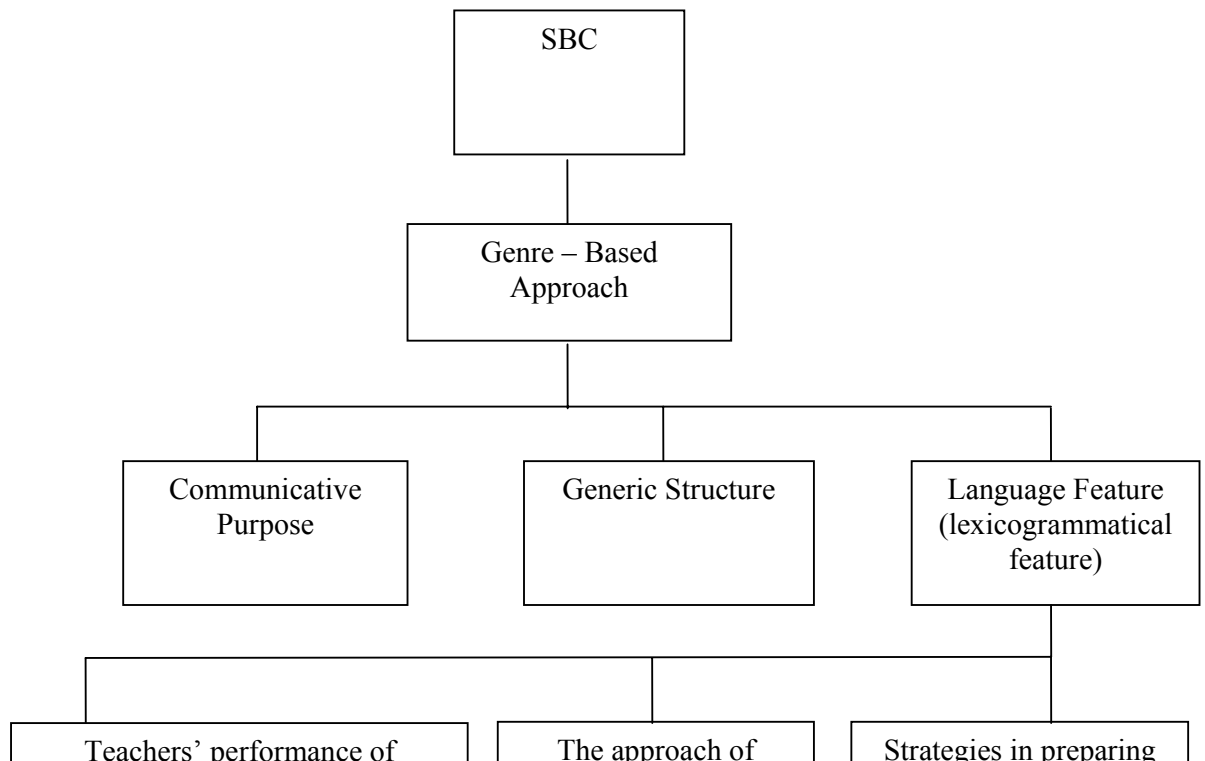 SBC
Genre – Based
Approach
Communicative
Purpose
Generic Structure
Language Feature
(lexicogrammatical
feature)
Teachers’ performance of
The approach of
Strategies in preparing